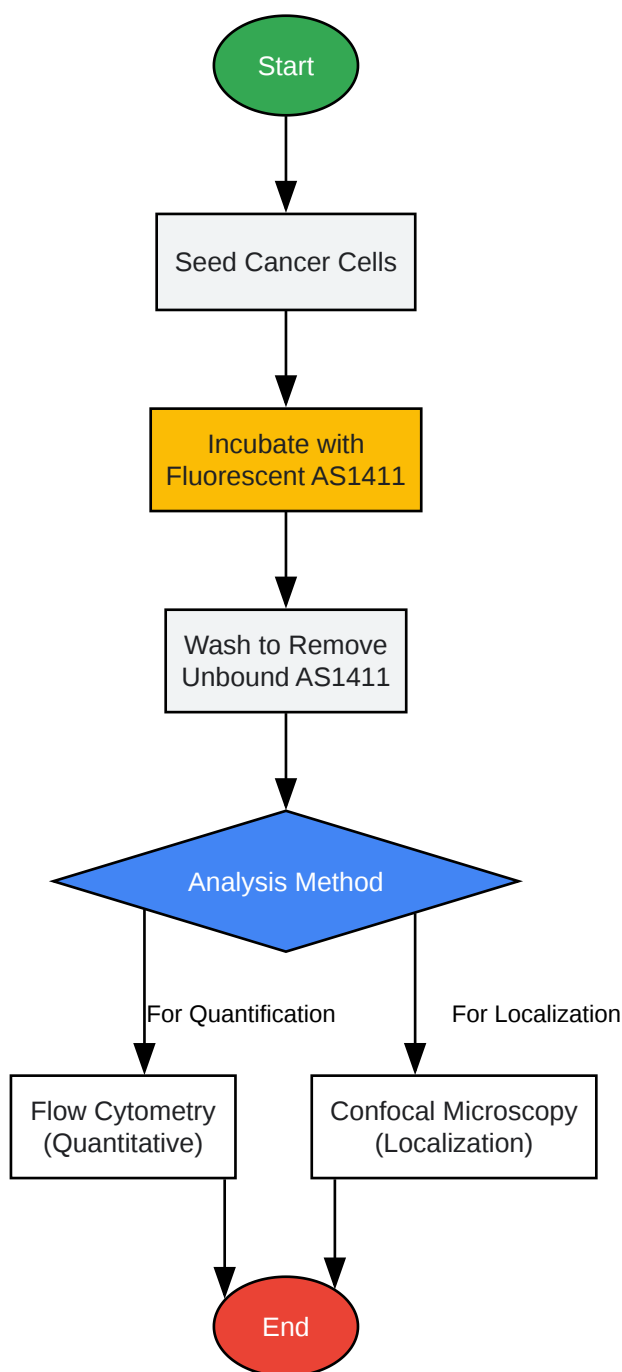 Start
Seed Cancer Cells
Incubate with
Fluorescent AS1411
Wash to Remove
Unbound AS1411
Analysis Method
For Quantification
For Localization
Flow Cytometry
(Quantitative)
Confocal Microscopy
(Localization)
End